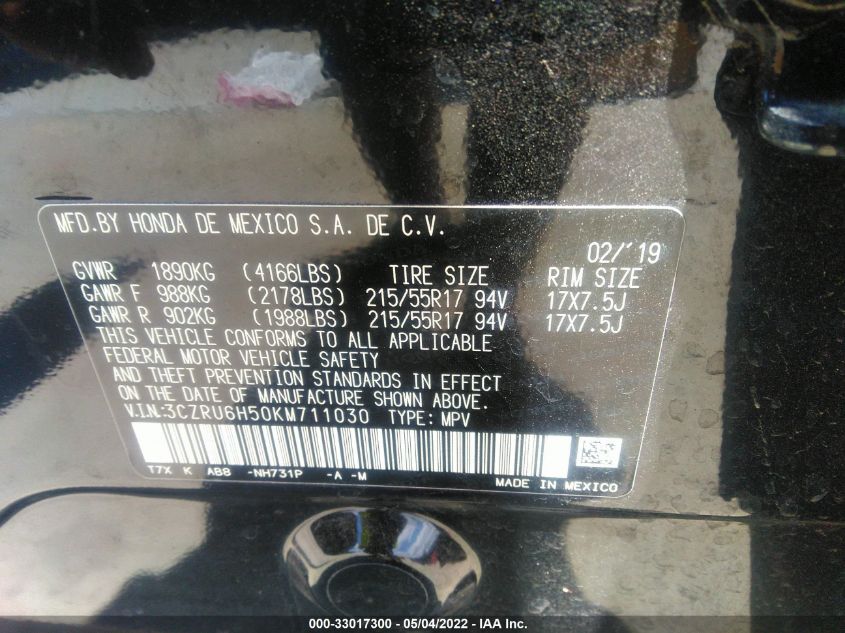 MFD.BY HONDA DE MEXICO S.A. DE C.V.
02/'19
GVWR 1890KG (4166LBS) TIRE SIZE RIM SIZE
GAWR F 988KG (2178LBS) 215/55R17 94V 17X7.5J
GAWR R 902KG (1988LBS) 215/55R17 94V 17X7.5J
THIS VEHICLE CONFORMS TO ALL APPLICABLE
FEDERAL MOTOR VEHICLE SAFETY
AND THEFT PREVENTION STANDARDS IN EFFECT
ON THE DATE OF MANUFACTURE SHOWN ABOVE.
V.I.N:3CZRU6H50KM711030 TYPE: MPV
T7X K AB8 -NH731P -A -M
MADE IN MEXICO
000-33017300 - 05/04/2022 - IAA Inc.